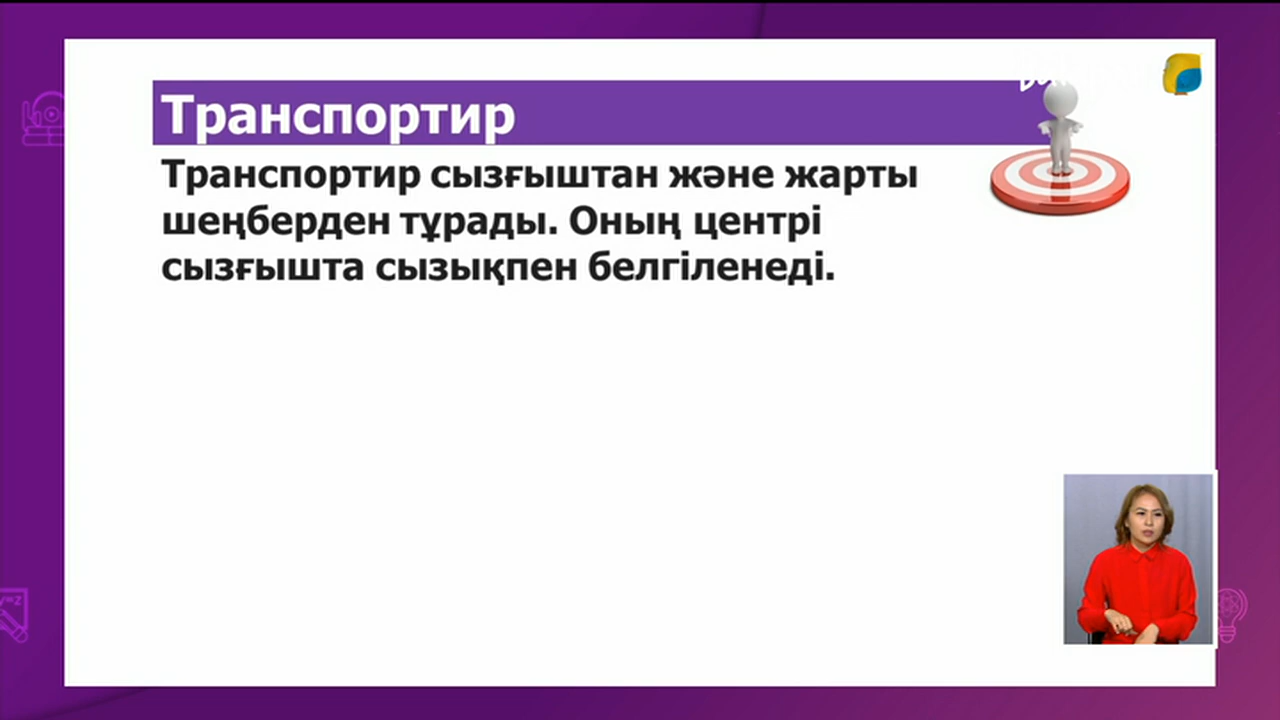 Транспортир
Транспортир сызғыштан және жарты
шеңберден тұрады. Оның центрі
сызғышта сызықпен белгіленеді.